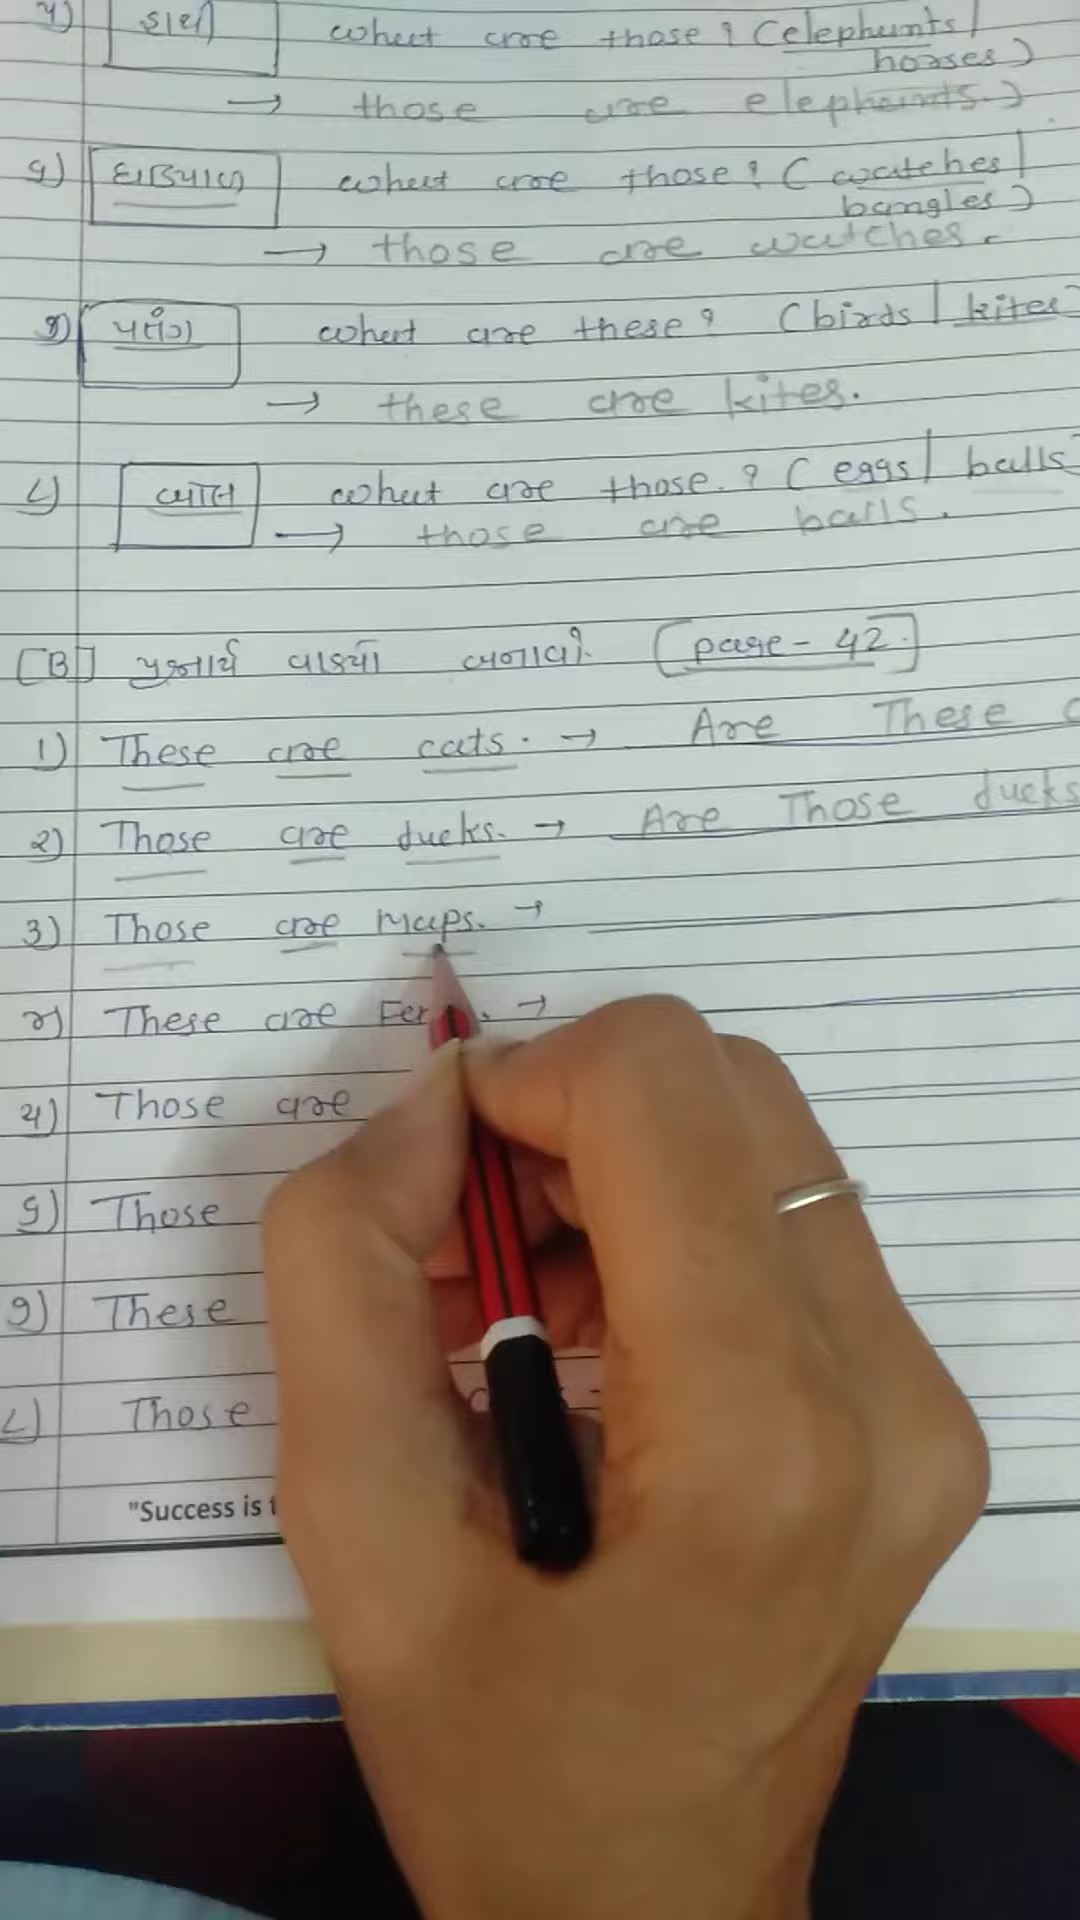 ૫) હાથી what are those? (elephants/
horses)
→ those are elephants.
૬) ઘડિયાળ what are those? (watches/
bangles)
→ those are watches.
૭) પતંગ what are these? (birds/ kites
→ these are kites.
૮) બોલ what are those.? (eggs/ balls
→ those are balls.
[B] પ્રશ્નાર્થ વાક્યો બનાવો. [page - 42]
1) These are cats. → Are These
2) Those are ducks. → Are Those ducks
3) Those are Maps. →
૪) These are →
૫) Those are
૬) Those
૭) These
૮) Those
"Success is